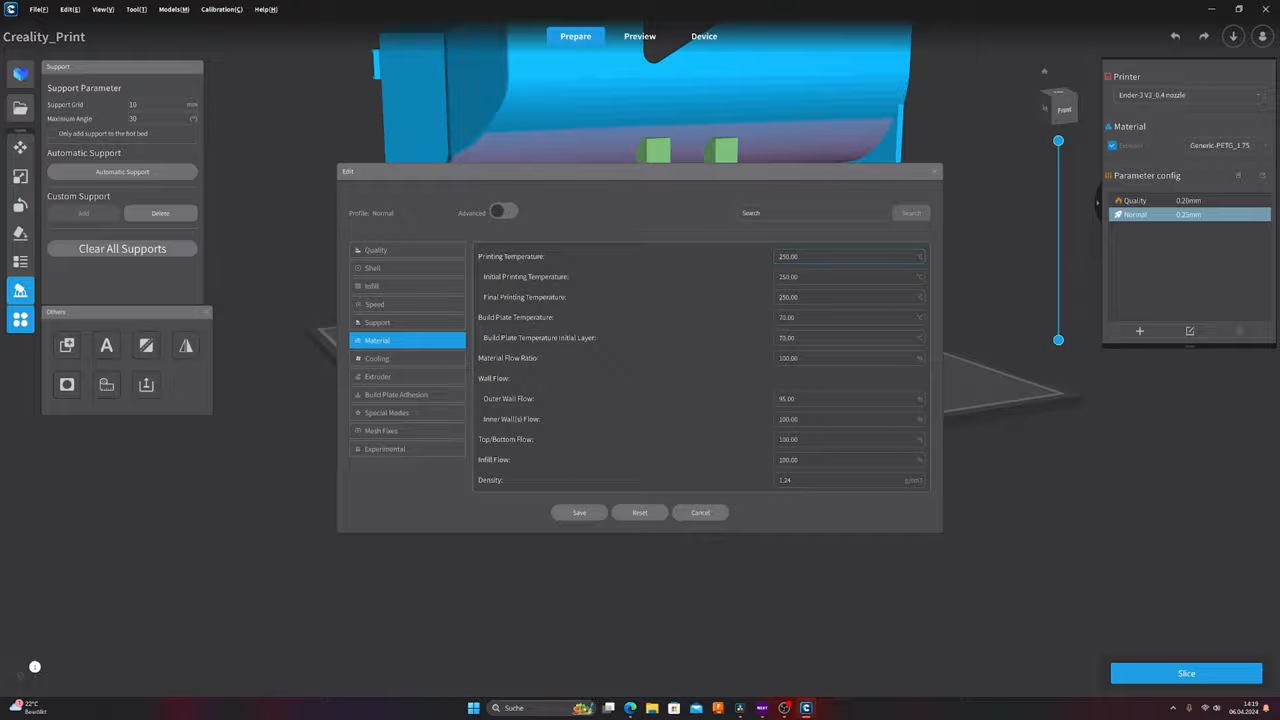 File(F) Edit(E) View(V) Tool(T) Models(M) Calibration(C) Help(H)
Creality_Print
Prepare Preview Device
Support
Support Parameter
Support Grid 10 mm
Maximum Angle 30 (°)
Only add support to the hot bed
Automatic Support
Automatic Support
Custom Support
Add Delete
Clear All Supports
Others
A
Edit
Profile: Normal Advanced Search Search
Quality
Shell
Infill
Speed
Support
Material
Cooling
Extruder
Build Plate Adhesion
Special Modes
Mesh Fixes
Experimental
Printing Temperature: 250.00 °C
Initial Printing Temperature: 250.00 °C
Final Printing Temperature: 250.00 °C
Build Plate Temperature: 70.00 °C
Build Plate Temperature Initial Layer: 70.00 °C
Material Flow Ratio: 100.00 %
Wall Flow:
Outer Wall Flow: 95.00 %
Inner Wall(s) Flow: 100.00 %
Top/Bottom Flow: 100.00 %
Infill Flow: 100.00 %
Density: 1.24 g/cm3
Save Reset Cancel
Front
Printer
Ender-3 V3_0.4 nozzle
Material
Extruder1 Generic-PETG_1.75
Parameter config
Quality 0.20mm
Normal 0.25mm
1
Slice
22°C
Bewölkt
Suche
NEXT
14:19
06.04.2024